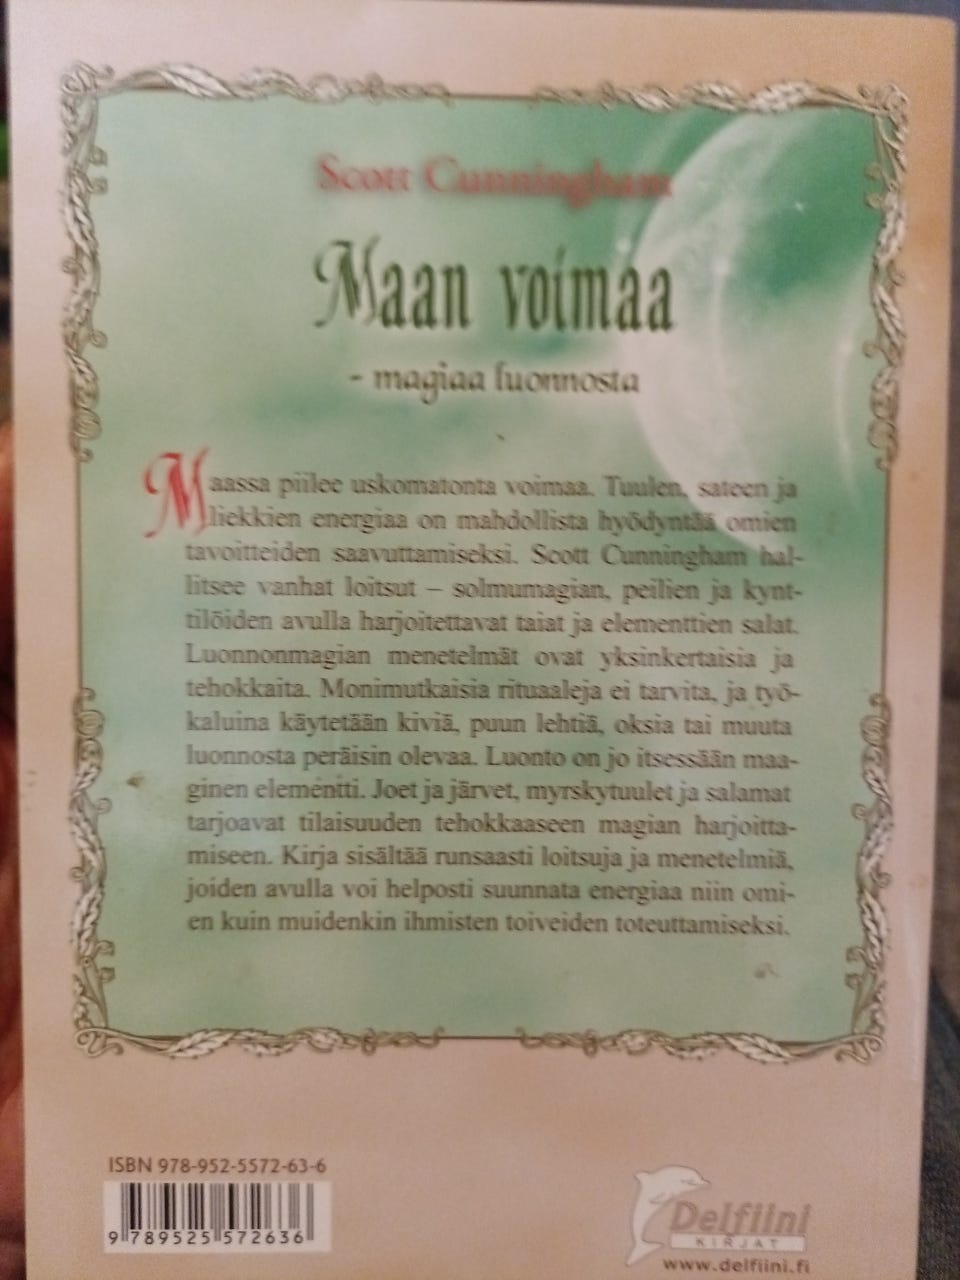 Scott Cunningham
Maan voimaa
- magiaa luonnosta
Maassa piilee uskomatonta voimaa. Tuulen, sateen ja
liekkien energiaa on mahdollista hyödyntää omien
tavoitteiden saavuttamiseksi. Scott Cunningham hal-
litsee vanhat loitsut – solmumagian, peilien ja kynt-
tilöiden avulla harjoitettavat taiat ja elementtien salat.
Luonnonmagian menetelmät ovat yksinkertaisia ja
tehokkaita. Monimutkaisia rituaaleja ei tarvita, ja työ-
kaluina käytetään kiviä, puun lehtiä, oksia tai muuta
luonnosta peräisin olevaa. Luonto on jo itsessään maa-
ginen elementti. Joet ja järvet, myrskytuulet ja salamat
tarjoavat tilaisuuden tehokkaaseen magian harjoitta-
miseen. Kirja sisältää runsaasti loitsuja ja menetelmiä,
joiden avulla voi helposti suunnata energiaa niin omi-
en kuin muidenkin ihmisten toiveiden toteuttamiseksi.
ISBN 978-952-5572-63-6
9 789525 572636
Delfiini
KIRJAT
www.delfiini.fi